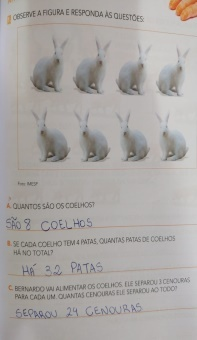 OBSERVE A FIGURA E RESPONDA ÀS QUESTÕES:
A. QUANTOS SÃO OS COELHOS?
SÃO 8 COELHOS
B. SE CADA COELHO TEM 4 PATAS, QUANTAS PATAS DE COELHOS
HÁ NO TOTAL?
HÁ 32 PATAS
C. BERNARDO VAI ALIMENTAR OS COELHOS. ELE SEPAROU 3 CENOURAS
PARA CADA UM. QUANTAS CENOURAS ELE SEPAROU AO TODO?
SEPAROU 24 CENOURAS